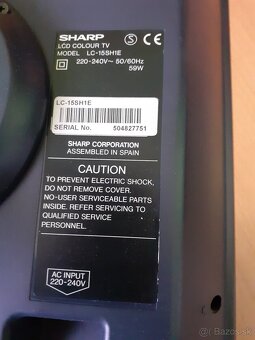 SHARP
LCD COLOUR TV
MODEL LC-15SH1E
220-240V~ 50/60Hz
59W
LC-15SH1E
SERIAL No. 504827751
SHARP CORPORATION
ASSEMBLED IN SPAIN
CAUTION
TO PREVENT ELECTRIC SHOCK,
DO NOT REMOVE COVER.
NO-USER SERVICEABLE PARTS
INSIDE. REFER SERVICING TO
QUALIFIED SERVICE
PERSONNEL.
AC INPUT
220-240V